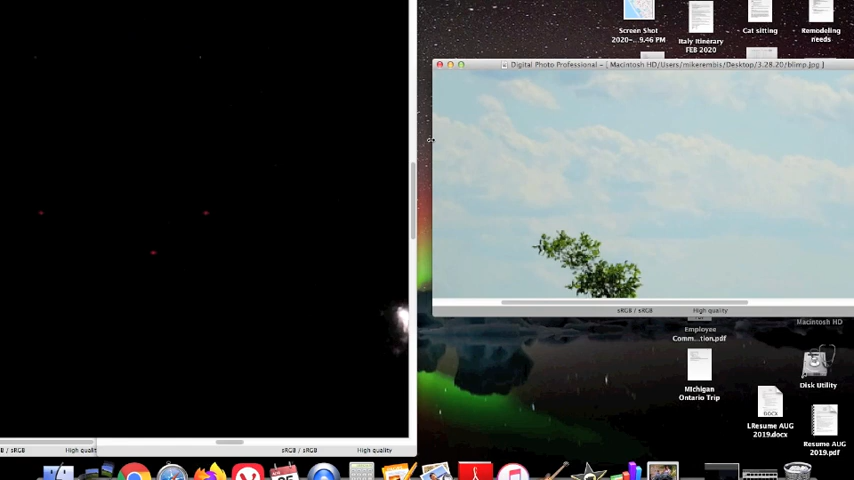 Screen Shot
2020-...9.46 PM
Italy Itinerary
FEB 2020
Cat sitting
Remodeling
needs
Digital Photo Professional - [ Macintosh HD/Users/mikerembis/Desktop/3.28.20/blimp.jpg ]
sRGB / sRGB
High quality
Employee
Comm...tion.pdf
Macintosh HD
Michigan
Ontario Trip
Disk Utility
LResume AUG
2019.docx
DOCX
Resume AUG
2019.pdf
B / sRGB
High qualit
sRGB / sRGB
High quality